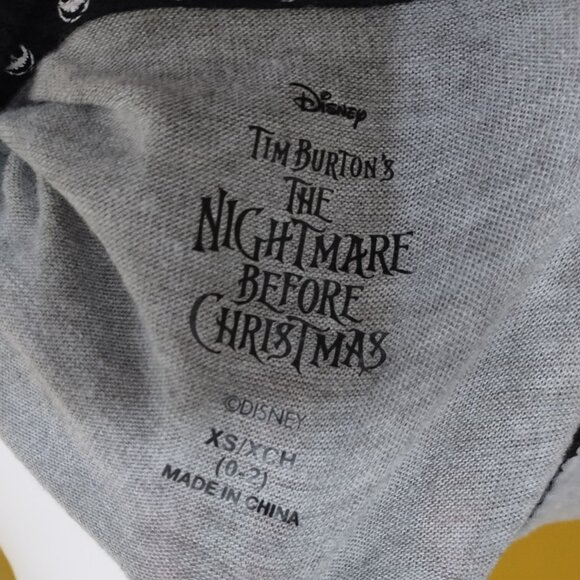 Disney
TIM BURTON'S
THE
NIGHTMARE
BEFORE
CHRISTMAS
©DISNEY
XS/XCH
(0-2)
MADE IN CHINA